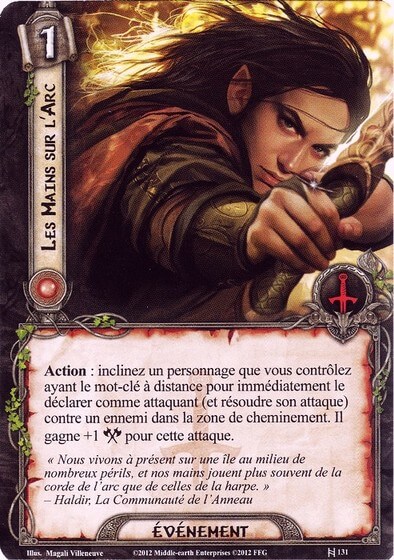 1
LES MAINS SUR L'ARC
Action : inclinez un personnage que vous contrôlez
ayant le mot-clé à distance pour immédiatement le
déclarer comme attaquant (et résoudre son attaque)
contre un ennemi dans la zone de cheminement. Il
gagne +1 pour cette attaque.
« Nous vivons à présent sur une île au milieu de
nombreux périls, et nos mains jouent plus souvent de la
corde de l'arc que de celles de la harpe. »
– Haldir, La Communauté de l'Anneau
ÉVÉNEMENT
Illus. Magali Villeneuve
©2012 Middle-earth Enterprises ©2012 FFG
131